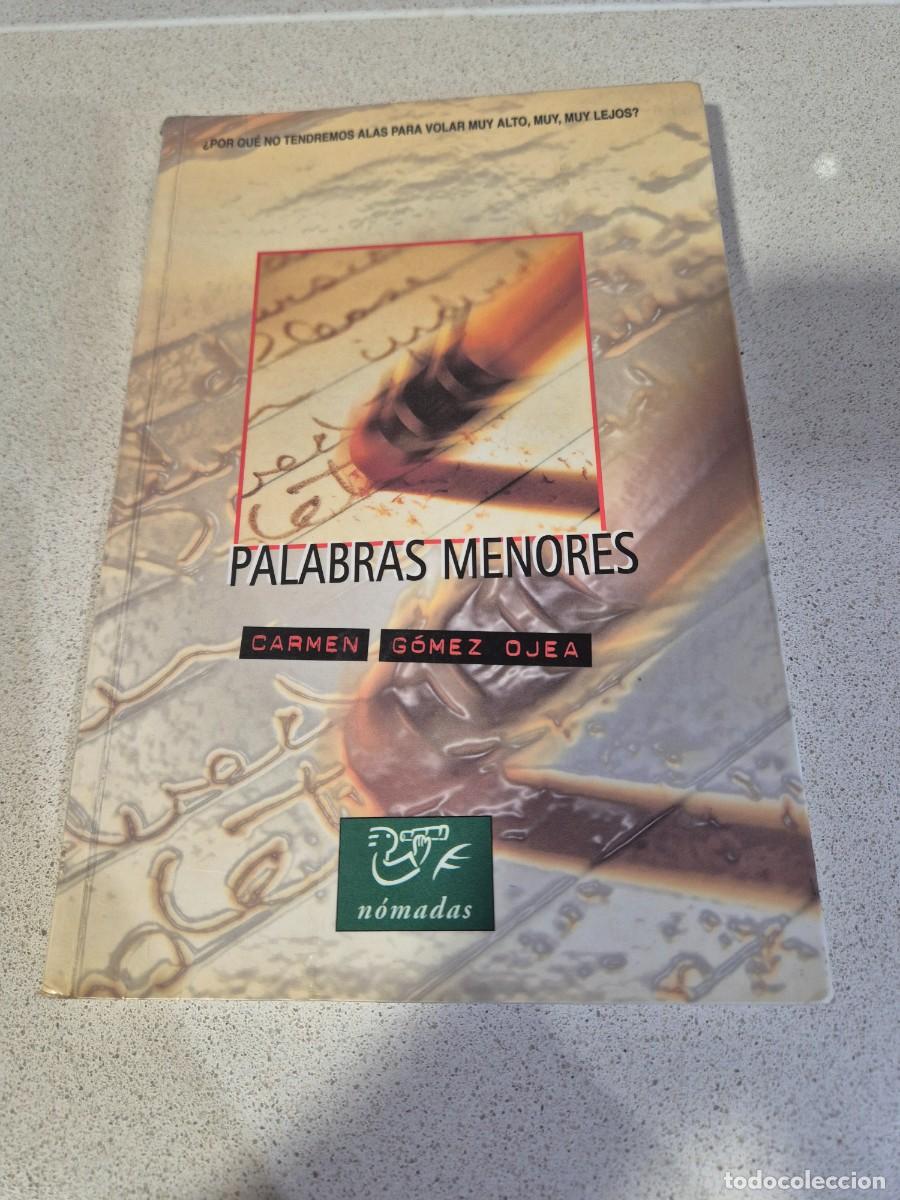 ¿POR QUÉ NO TENDREMOS ALAS PARA VOLAR MUY ALTO, MUY, MUY LEJOS?
PALABRAS MENORES
CARMEN GÓMEZ OJEA
nómadas
todocoleccion